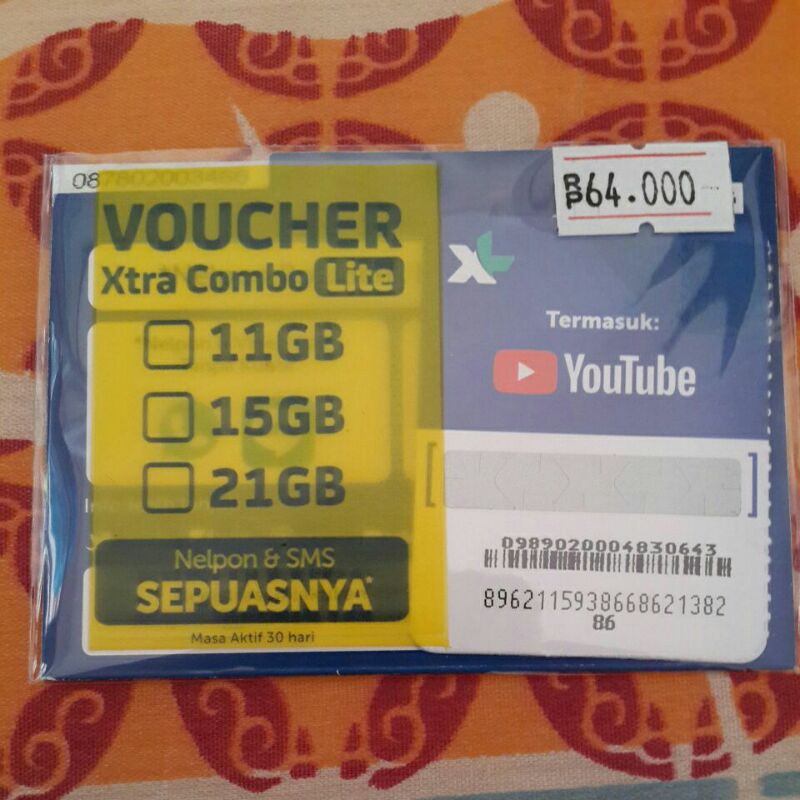 087802003486
VOUCHER
Xtra Combo Lite
11GB
15GB
21GB
Nelpon & SMS
SEPUASNYA*
Masa Aktif 30 hari
RP64.000
XL
Termasuk:
YouTube
0989020004830643
8962115938668621382
86